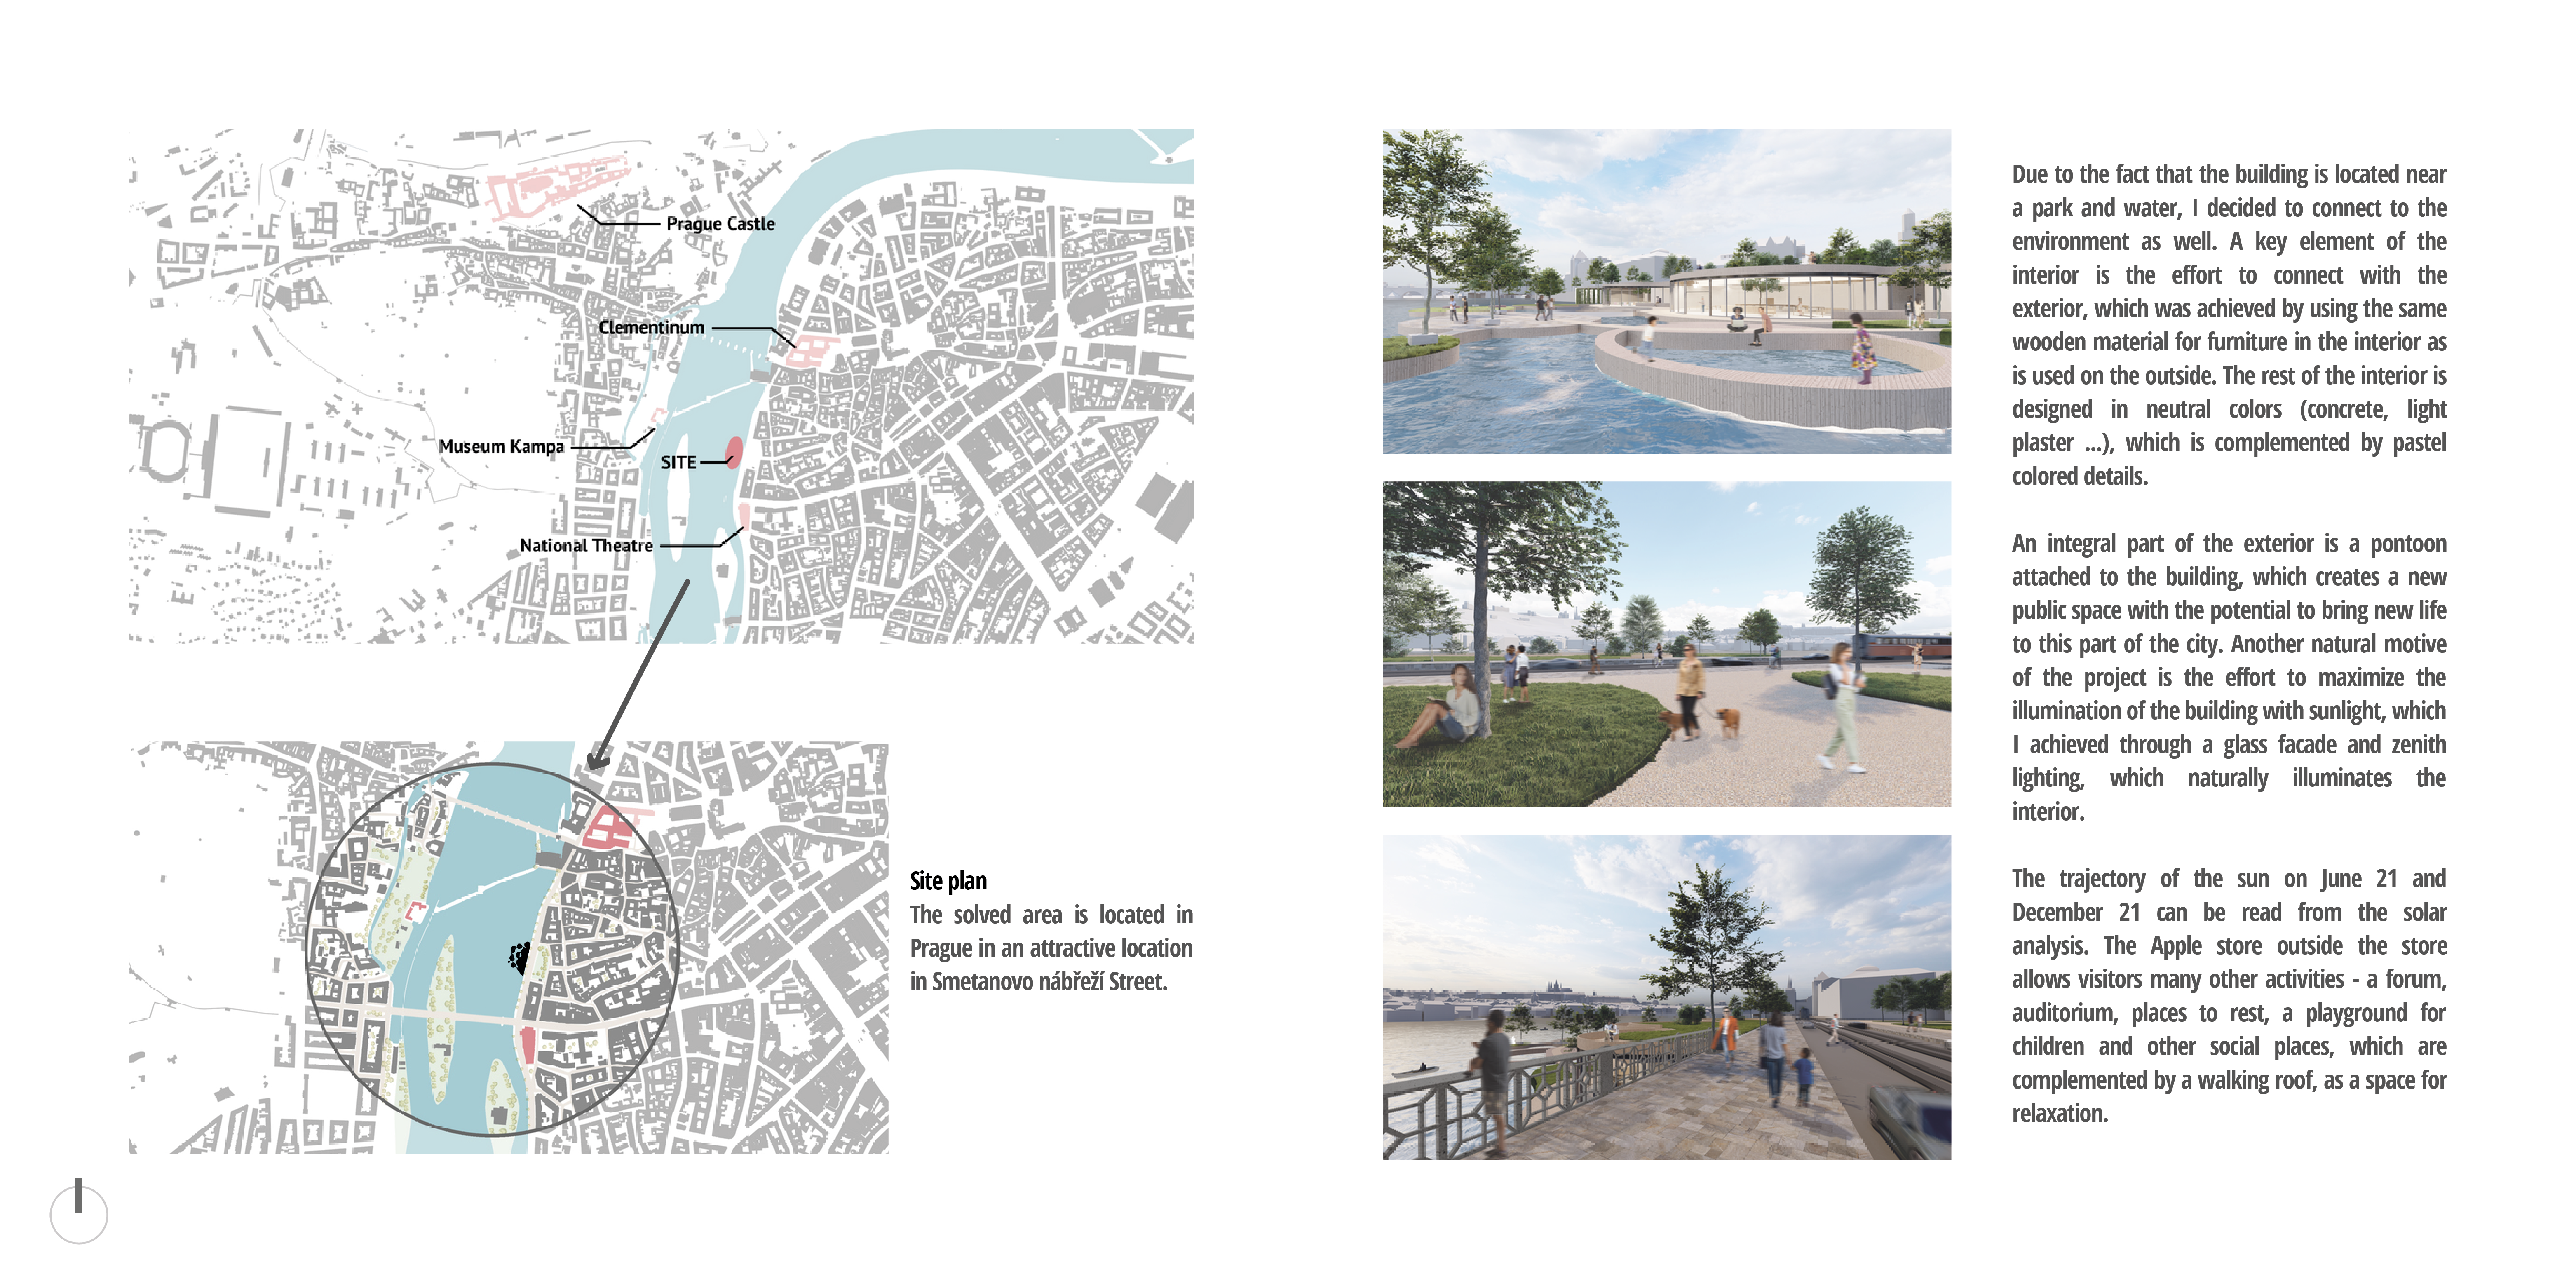 Prague Castle
Clementinum
Museum Kampa
SITE
National Theatre
Site plan
The solved area is located in
Prague in an attractive location
in Smetanovo nábřeží Street.
Due to the fact that the building is located near
a park and water, I decided to connect to the
environment as well. A key element of the
interior is the effort to connect with the
exterior, which was achieved by using the same
wooden material for furniture in the interior as
is used on the outside. The rest of the interior is
designed in neutral colors (concrete, light
plaster ...), which is complemented by pastel
colored details.
An integral part of the exterior is a pontoon
attached to the building, which creates a new
public space with the potential to bring new life
to this part of the city. Another natural motive
of the project is the effort to maximize the
illumination of the building with sunlight, which
I achieved through a glass facade and zenith
lighting, which naturally illuminates the
interior.
The trajectory of the sun on June 21 and
December 21 can be read from the solar
analysis. The Apple store outside the store
allows visitors many other activities - a forum,
auditorium, places to rest, a playground for
children and other social places, which are
complemented by a walking roof, as a space for
relaxation.